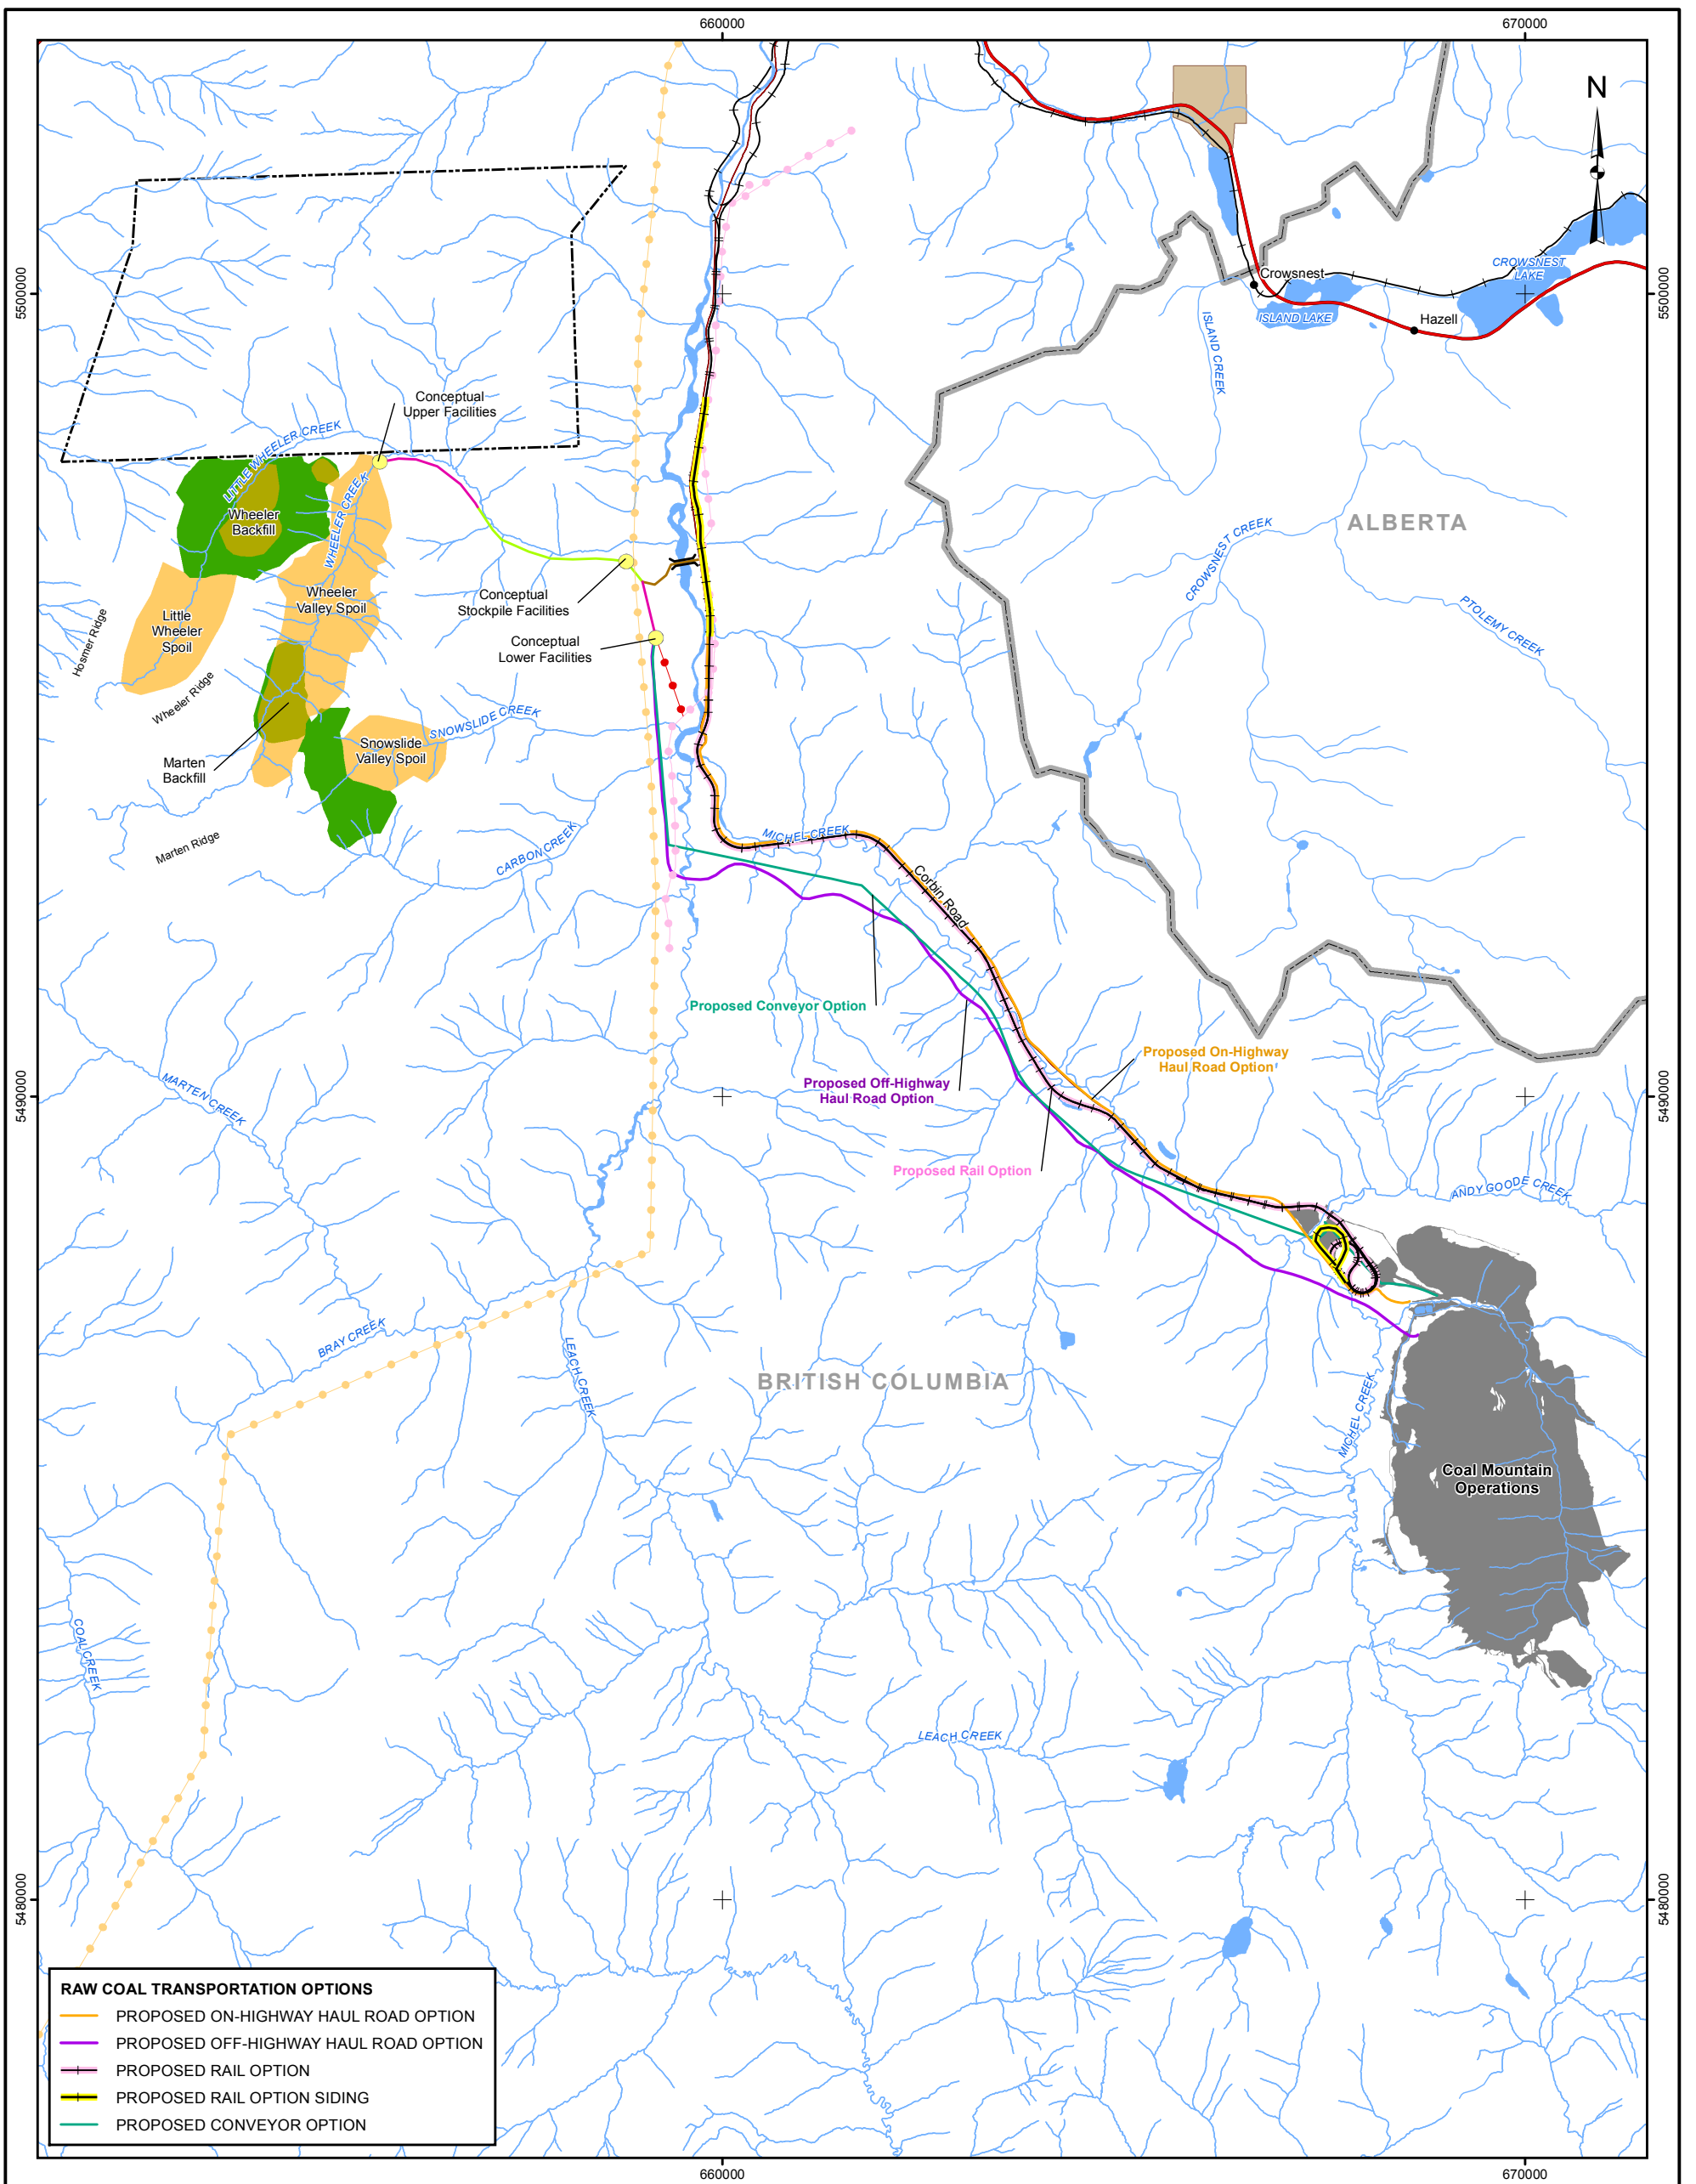 660000
670000
N
5500000
5500000
CROWSNEST
LAKE
Crowsnest
ISLAND LAKE
Hazell
ISLAND CREEK
Conceptual
Upper Facilities
LITTLE WHEELER CREEK
WHEELER CREEK
Wheeler
Backfill
ALBERTA
CROWSNEST CREEK
PTOLEMY CREEK
Conceptual
Stockpile Facilities
Wheeler
Valley Spoil
Little
Wheeler
Spoil
Hosmer Ridge
Conceptual
Lower Facilities
Wheeler Ridge
SNOWSLIDE CREEK
Snowslide
Valley Spoil
Marten
Backfill
Marten Ridge
CARBON CREEK
MICHEL CREEK
Corbin Road
Proposed Conveyor Option
Proposed On-Highway
Haul Road Option
Proposed Off-Highway
Haul Road Option
MARTEN CREEK
5490000
5490000
Proposed Rail Option
ANDY GOODE CREEK
BRAY CREEK
LEACH CREEK
BRITISH COLUMBIA
MICHEL CREEK
Coal Mountain
Operations
COAL CREEK
LEACH CREEK
5480000
5480000
RAW COAL TRANSPORTATION OPTIONS
PROPOSED ON-HIGHWAY HAUL ROAD OPTION
PROPOSED OFF-HIGHWAY HAUL ROAD OPTION
PROPOSED RAIL OPTION
PROPOSED RAIL OPTION SIDING
PROPOSED CONVEYOR OPTION
660000
670000